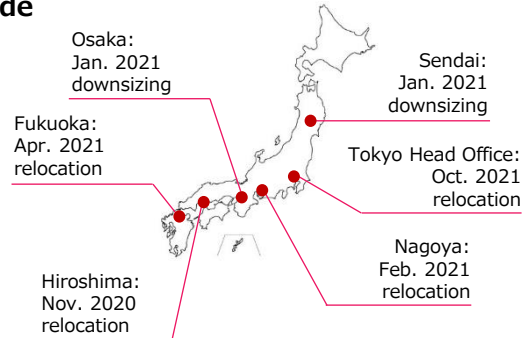 de
Osaka:
Jan. 2021
downsizing
Sendai:
Jan. 2021
downsizing
Fukuoka:
Apr. 2021
relocation
Tokyo Head Office:
Oct. 2021
relocation
Nagoya:
Feb. 2021
relocation
Hiroshima:
Nov. 2020
relocation